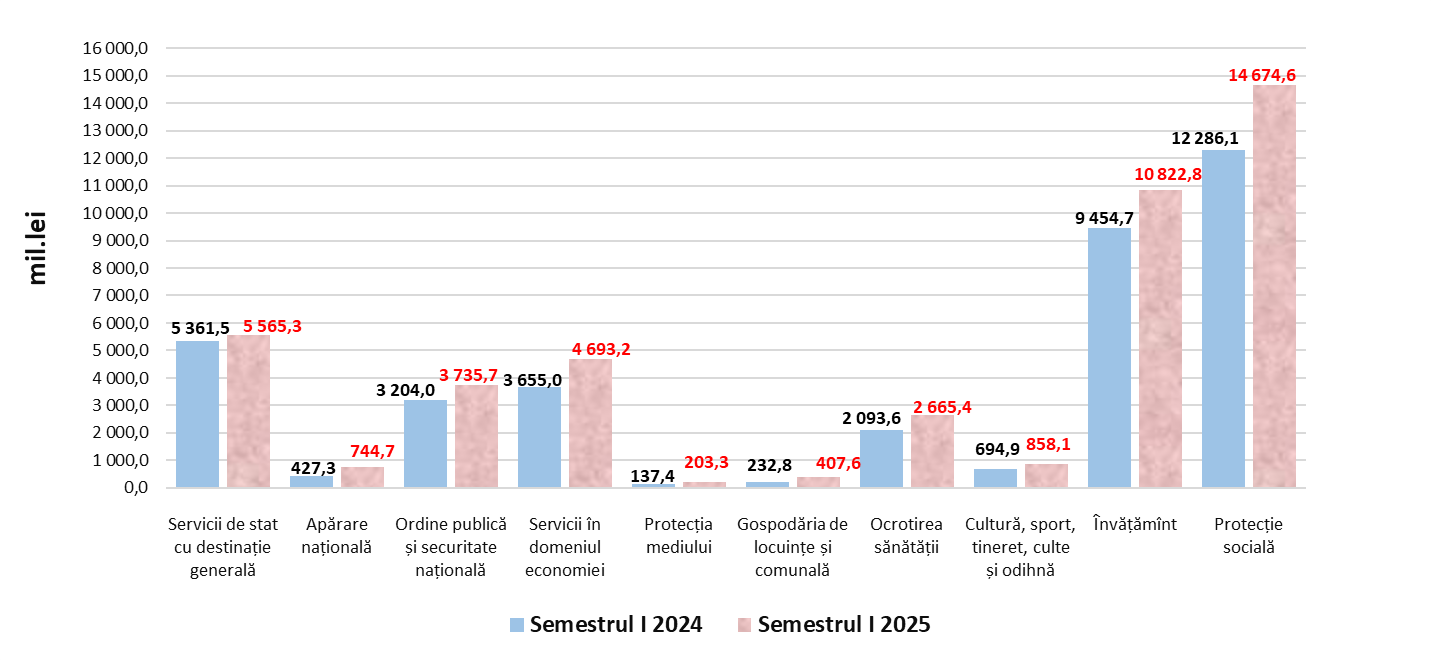 mil.lei
16 000,0
15 000,0
14 000,0
13 000,0
12 000,0
11 000,0
10 000,0
9 000,0
8 000,0
7 000,0
6 000,0
5 000,0
4 000,0
3 000,0
2 000,0
1 000,0
0,0
5 361,5
5 565,3
427,3
744,7
3 204,0
3 735,7
3 655,0
4 693,2
137,4
203,3
232,8
407,6
2 093,6
2 665,4
694,9
858,1
9 454,7
10 822,8
12 286,1
14 674,6
Servicii de stat
cu destinație
generală
Apărare
națională
Ordine publică
și securitate
națională
Servicii în
domeniul
economiei
Protecția
mediului
Gospodăria de
locuințe și
comunală
Ocrotirea
sănătății
Cultură, sport,
tineret, culte
și odihnă
Învățămînt
Protecție
socială
Semestrul I 2024
Semestrul I 2025